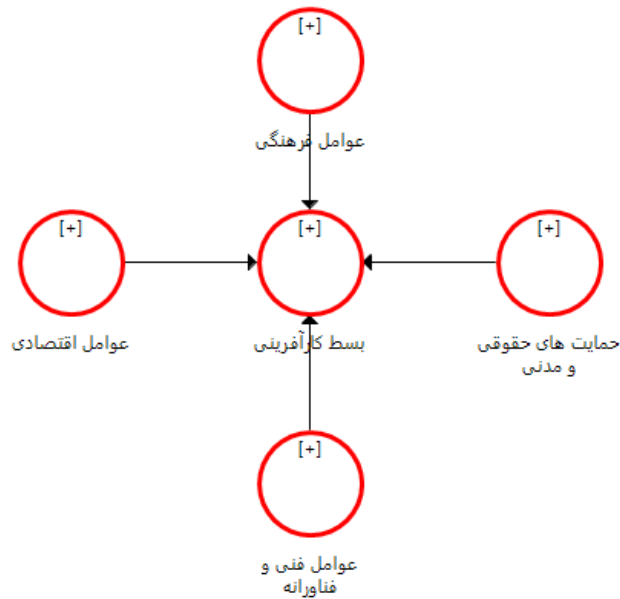 [+]
عوامل فرهنگی
[+]
[+]
[+]
حمایت های حقوقی
و مدنی
بسط کارآفرینی
عوامل اقتصادی
[+]
عوامل فنی و
فناورانه